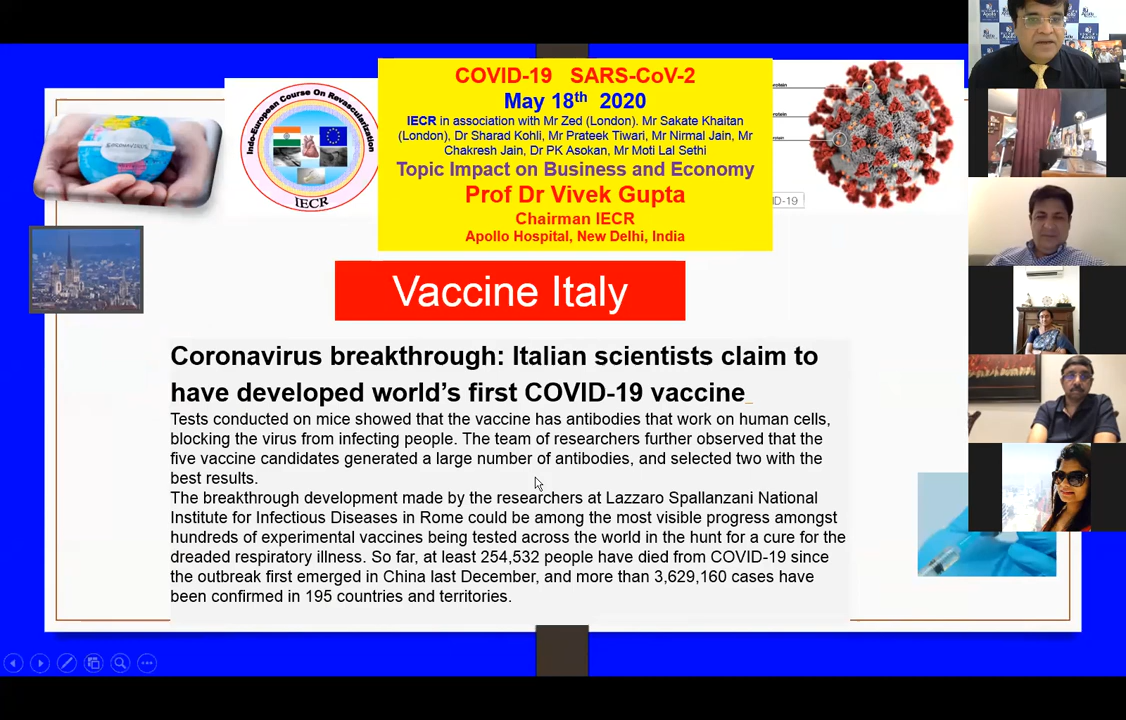 COVID-19 SARS-CoV-2
May 18th 2020
IECR in association with Mr Zed (London). Mr Sakate Khaitan
(London), Dr Sharad Kohli, Mr Prateek Tiwari, Mr Nirmal Jain, Mr
Chakresh Jain, Dr PK Asokan, Mr Moti Lal Sethi
Topic Impact on Business and Economy
Prof Dr Vivek Gupta
Chairman IECR
Apollo Hospital, New Delhi, India
CORONAVIRUS
Indo-European Course On Revascularization
IECR
rotein
rotein
rotein
D-19
Apollo
Vaccine Italy
Coronavirus breakthrough: Italian scientists claim to
have developed world’s first COVID-19 vaccine
Tests conducted on mice showed that the vaccine has antibodies that work on human cells,
blocking the virus from infecting people. The team of researchers further observed that the
five vaccine candidates generated a large number of antibodies, and selected two with the
best results.
The breakthrough development made by the researchers at Lazzaro Spallanzani National
Institute for Infectious Diseases in Rome could be among the most visible progress amongst
hundreds of experimental vaccines being tested across the world in the hunt for a cure for the
dreaded respiratory illness. So far, at least 254,532 people have died from COVID-19 since
the outbreak first emerged in China last December, and more than 3,629,160 cases have
been confirmed in 195 countries and territories.